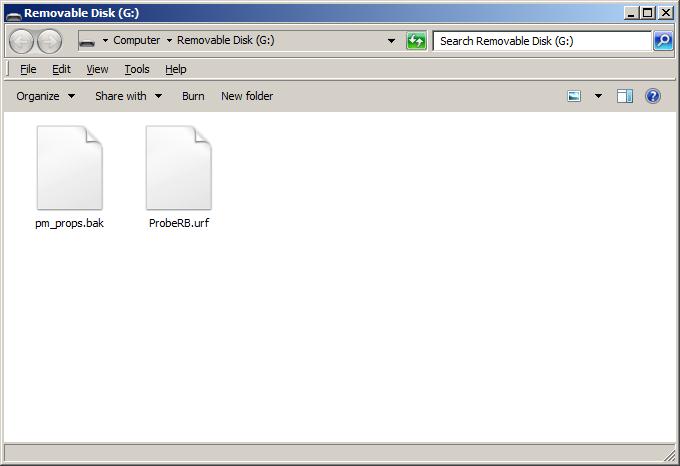 Removable Disk (G:)
Computer Removable Disk (G:) Search Removable Disk (G:)
File Edit View Tools Help
Organize Share with Burn New folder
pm_props.bak ProbeRB.urf